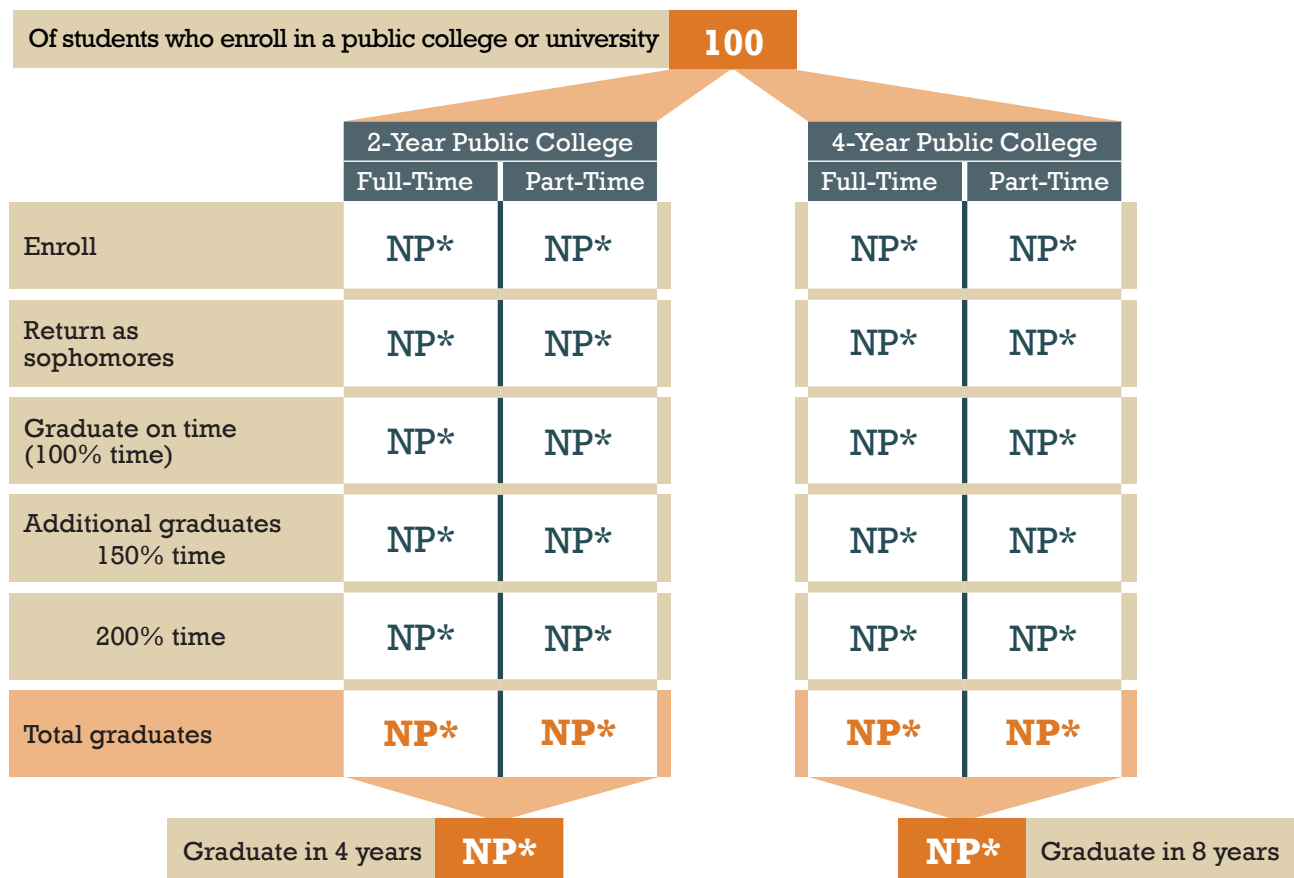 Of students who enroll in a public college or university 100
2-Year Public College 4-Year Public College
Full-Time Part-Time Full-Time Part-Time
Enroll NP* NP* NP* NP*
Return as
sophomores NP* NP* NP* NP*
Graduate on time
(100% time) NP* NP* NP* NP*
Additional graduates
150% time NP* NP* NP* NP*
200% time NP* NP* NP* NP*
Total graduates NP* NP* NP* NP*
Graduate in 4 years NP* NP* Graduate in 8 years